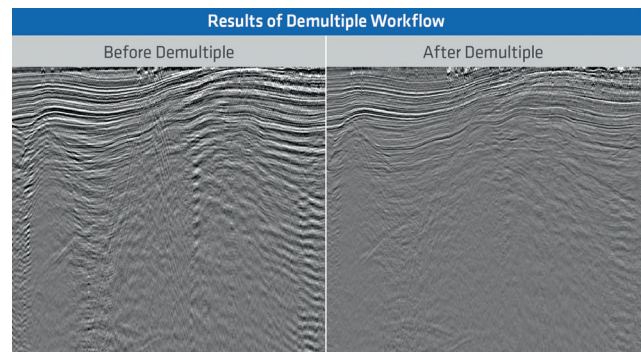 Results of Demultiple Workflow
Before Demultiple
After Demultiple